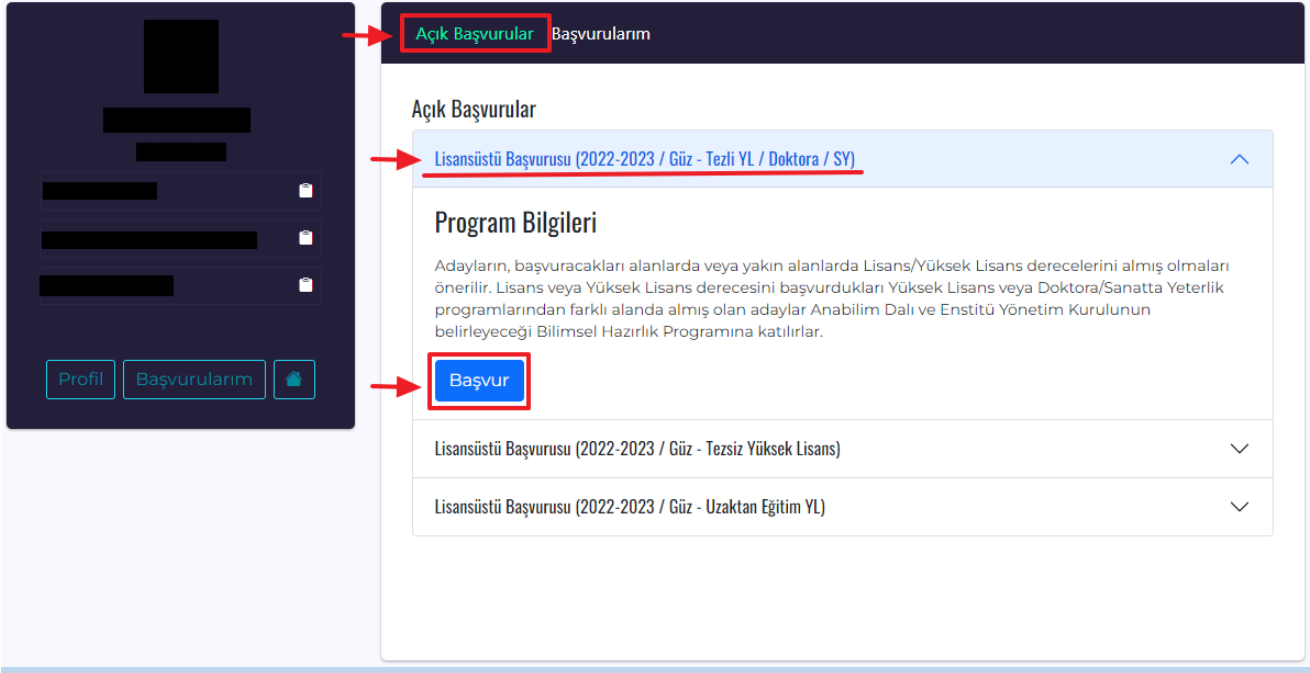 Açık Başvurular Başvurularım
Açık Başvurular
Lisansüstü Başvurusu (2022-2023 / Güz - Tezli YL / Doktora / SY)
Program Bilgileri
Adayların, başvuracakları alanlarda veya yakın alanlarda Lisans/Yüksek Lisans derecelerini almış olmaları
önerilir. Lisans veya Yüksek Lisans derecesini başvurdukları Yüksek Lisans veya Doktora/Sanatta Yeterlik
programlarından farklı alanda almış olan adaylar Anabilim Dalı ve Enstitü Yönetim Kurulunun
belirleyeceği Bilimsel Hazırlık Programına katılırlar.
Başvur
Lisansüstü Başvurusu (2022-2023 / Güz - Tezsiz Yüksek Lisans)
Lisansüstü Başvurusu (2022-2023 / Güz - Uzaktan Eğitim YL)
Profil Başvurularım